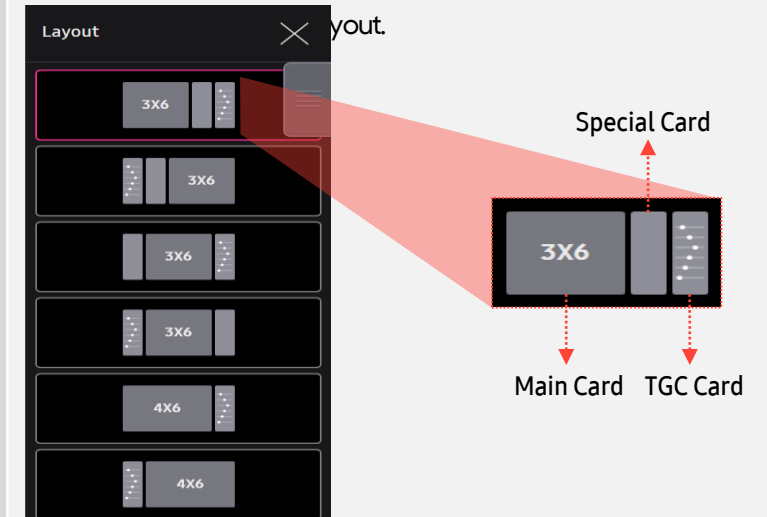 Layout
yout.
3X6
3X6
3X6
3X6
4X6
4X6
Special Card
3X6
Main Card
TGC Card